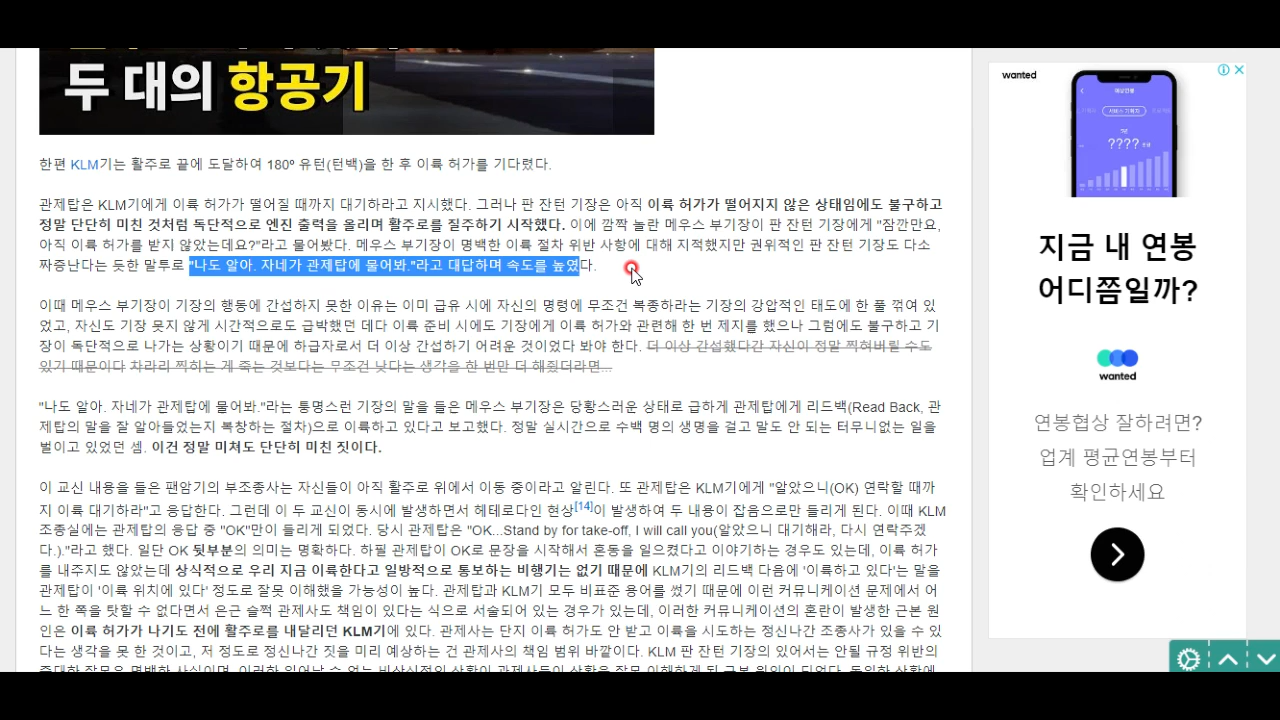 두 대의 항공기
한편 KLM기는 활주로 끝에 도달하여 180º 유턴(턴백)을 한 후 이륙 허가를 기다렸다.
관제탑은 KLM기에게 이륙 허가가 떨어질 때까지 대기하라고 지시했다. 그러나 판 잔턴 기장은 아직 이륙 허가가 떨어지지 않은 상태임에도 불구하고
정말 단단히 미친 것처럼 독단적으로 엔진 출력을 올리며 활주로를 질주하기 시작했다. 이에 깜짝 놀란 메우스 부기장이 판 잔턴 기장에게 "잠깐만요,
아직 이륙 허가를 받지 않았는데요?"라고 물어봤다. 메우스 부기장이 명백한 이륙 절차 위반 사항에 대해 지적했지만 권위적인 판 잔턴 기장도 다소
짜증난다는 듯한 말투로 "나도 알아. 자네가 관제탑에 물어봐."라고 대답하며 속도를 높였다.
이때 메우스 부기장이 기장의 행동에 간섭하지 못한 이유는 이미 급유 시에 자신의 명령에 무조건 복종하라는 기장의 강압적인 태도에 한 풀 꺾여 있
었고, 자신도 기장 못지 않게 시간적으로도 급박했던 데다 이륙 준비 시에도 기장에게 이륙 허가와 관련해 한 번 제지를 했으나 그럼에도 불구하고 기
장이 독단적으로 나가는 상황이기 때문에 하급자로서 더 이상 간섭하기 어려운 것이었다 봐야 한다. 더 이상 간섭했다간 자신이 정말 찍혀버릴 수도
있기 때문이다 차라리 찍히는 게 죽는 것보다는 무조건 낫다는 생각을 한 번만 더 해줬더라면...
"나도 알아. 자네가 관제탑에 물어봐."라는 퉁명스런 기장의 말을 들은 메우스 부기장은 당황스러운 상태로 급하게 관제탑에게 리드백(Read Back, 관
제탑의 말을 잘 알아들었는지 복창하는 절차)으로 이륙하고 있다고 보고했다. 정말 실시간으로 수백 명의 생명을 걸고 말도 안 되는 터무니없는 일을
벌이고 있었던 셈. 이건 정말 미쳐도 단단히 미친 짓이다.
이 교신 내용을 들은 팬암기의 부조종사는 자신들이 아직 활주로 위에서 이동 중이라고 알린다. 또 관제탑은 KLM기에게 "알았으니(OK) 연락할 때까
지 이륙 대기하라"고 응답한다. 그런데 이 두 교신이 동시에 발생하면서 헤테로다인 현상[14]이 발생하여 두 내용이 잡음으로만 들리게 된다. 이때 KLM
조종실에는 관제탑의 응답 중 "OK"만이 들리게 되었다. 당시 관제탑은 "OK...Stand by for take-off, I will call you(알았으니 대기해라, 다시 연락주겠
다.)."라고 했다. 일단 OK 뒷부분의 의미는 명확하다. 하필 관제탑이 OK로 문장을 시작해서 혼동을 일으켰다고 이야기하는 경우도 있는데, 이륙 허가
를 내주지도 않았는데 상식적으로 우리 지금 이륙한다고 일방적으로 통보하는 비행기는 없기 때문에 KLM기의 리드백 다음에 '이륙하고 있다'는 말을
관제탑이 '이륙 위치에 있다' 정도로 잘못 이해했을 가능성이 높다. 관제탑과 KLM기 모두 비표준 용어를 썼기 때문에 이런 커뮤니케이션 문제에서 어
느 한 쪽을 탓할 수 없다면서 은근 슬쩍 관제사도 책임이 있다는 식으로 서술되어 있는 경우가 있는데, 이러한 커뮤니케이션의 혼란이 발생한 근본 원
인은 이륙 허가가 나기도 전에 활주로를 내달리던 KLM기에 있다. 관제사는 단지 이륙 허가도 안 받고 이륙을 시도하는 정신나간 조종사가 있을 수 있
다는 생각을 못 한 것이고, 저 정도로 정신나간 짓을 미리 예상하는 건 관제사의 책임 범위 바깥이다. KLM 판 잔턴 기장의 있어서는 안될 규정 위반의
wanted
????
지금 내 연봉
어디쯤일까?
wanted
연봉협상 잘하려면?
업계 평균연봉부터
확인하세요